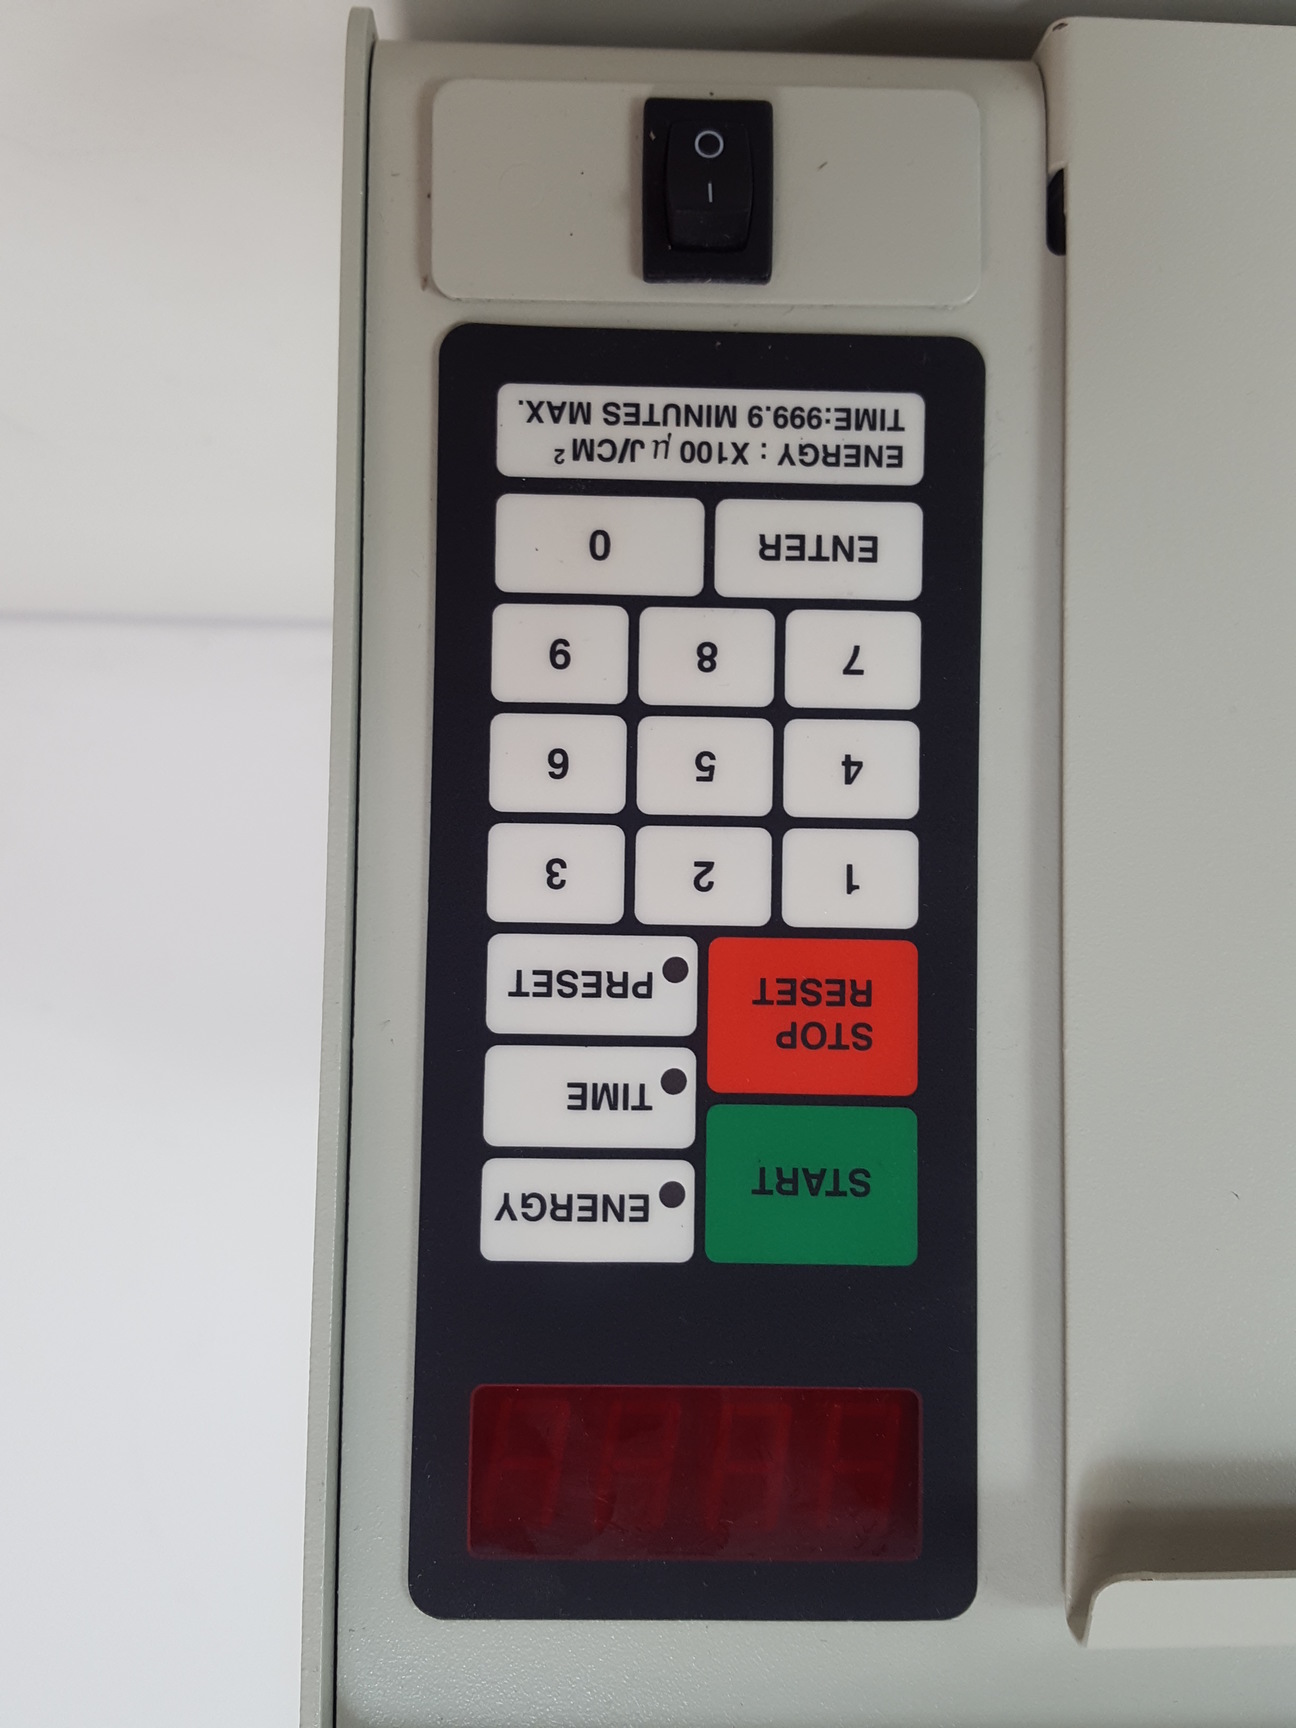 START
ENERGY
TIME
STOP
RESET
PRESET
1 2 3
4 5 6
7 8 9
ENTER 0
ENERGY : X100 μ J/CM²
TIME:999.9 MINUTES MAX.
I
O